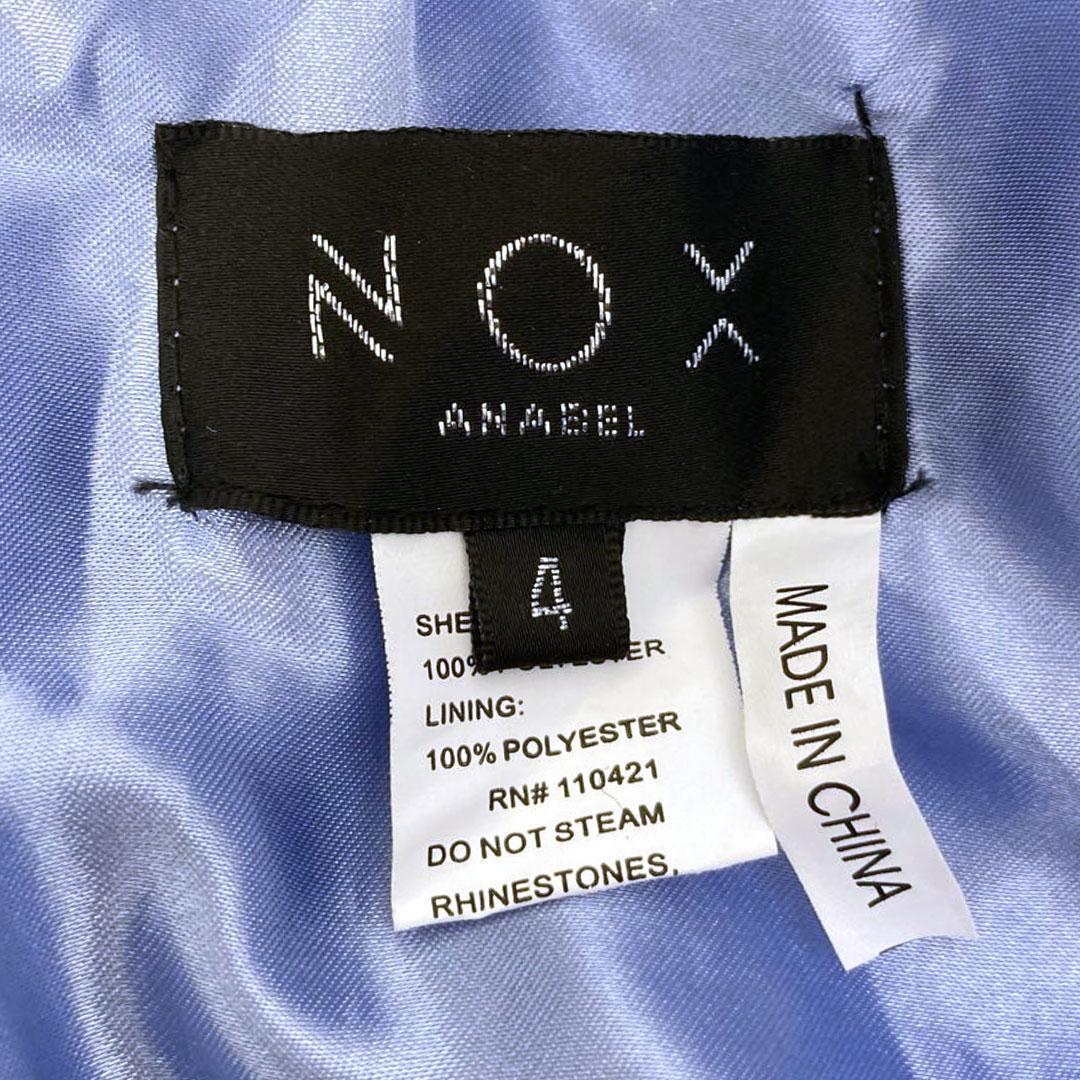 NOX
ANABEL
4
SHE
100% POLYESTER
LINING:
100% POLYESTER
RN# 110421
DO NOT STEAM
RHINESTONES,
MADE IN CHINA